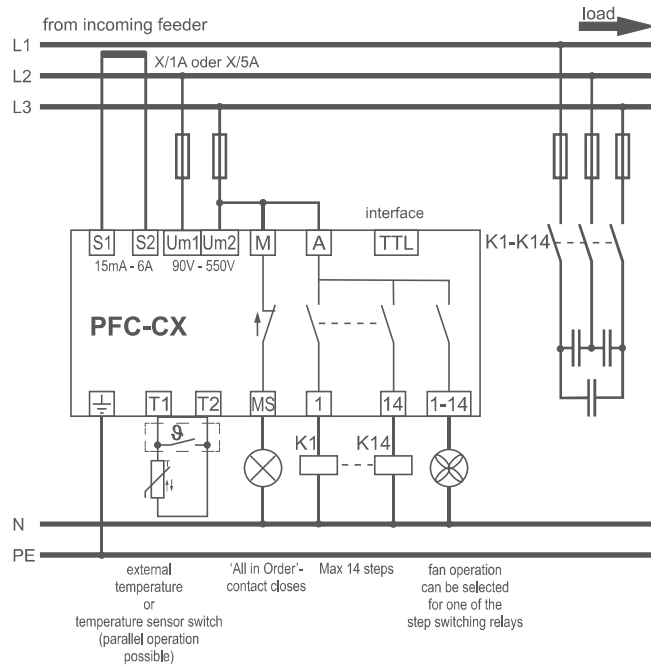 from incoming feeder
load
L1
X/1A oder X/5A
L2
L3
interface
S1 S2 Um1 Um2 M A TTL
K1-K14
15mA - 6A 90V - 550V
PFC-CX
T1 T2 MS 1 14 1-14
ϑ
K1 K14
N
PE
external
temperature
or
temperature sensor switch
(parallel operation
possible)
'All in Order'-
contact closes
Max 14 steps
fan operation
can be selected
for one of the
step switching relays